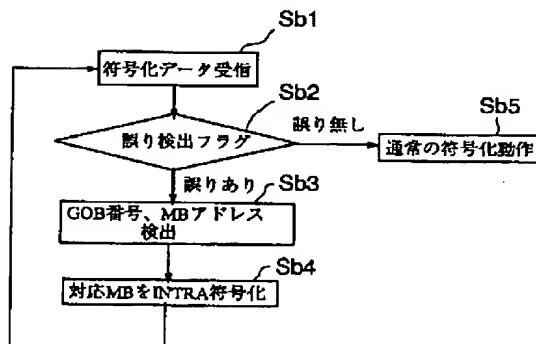 Sb1
符号化データ受信
Sb2
誤り検出フラグ
誤り無し
Sb5
通常の符号化動作
誤りあり
Sb3
GOB番号、MBアドレス
検出
Sb4
対応MBをINTRA符号化